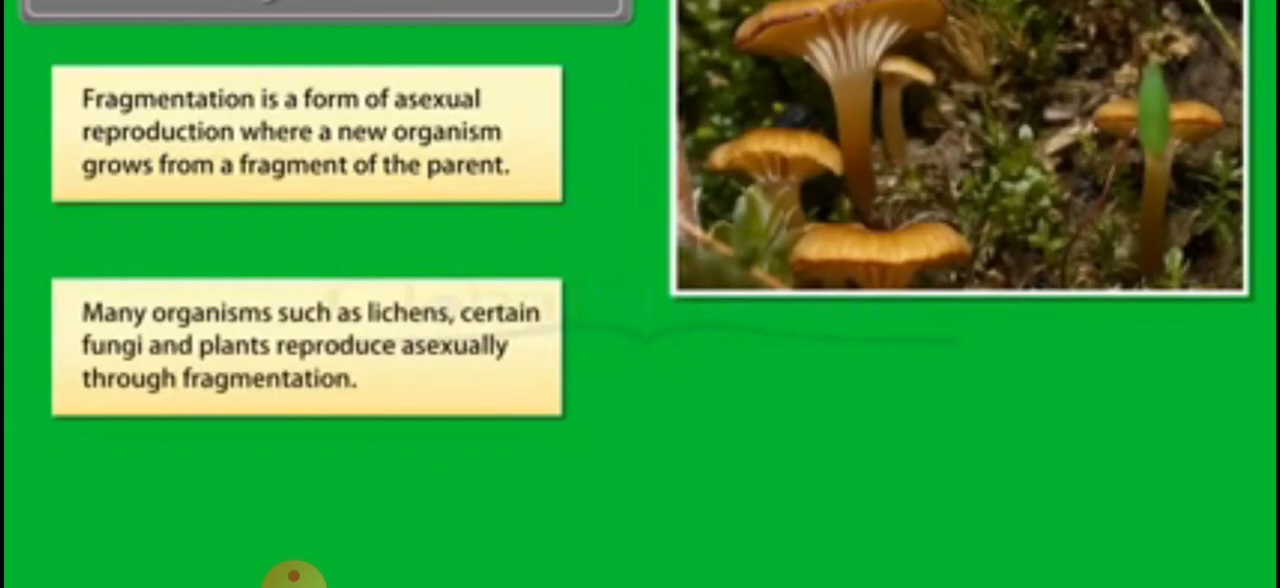 Fragmentation is a form of asexual
reproduction where a new organism
grows from a fragment of the parent.
Many organisms such as lichens, certain
fungi and plants reproduce asexually
through fragmentation.